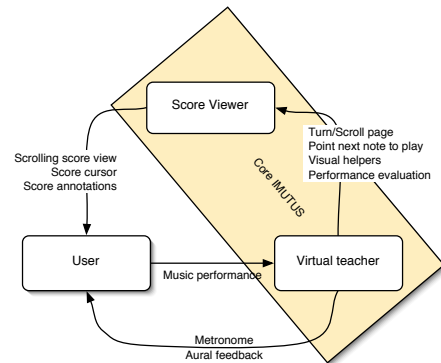 Score Viewer
Turn/Scroll page
Point next note to play
Visual helpers
Performance evaluation
Scrolling score view
Score cursor
Score annotations
Core IMUTUS
User
Virtual teacher
Music performance
Metronome
Aural feedback